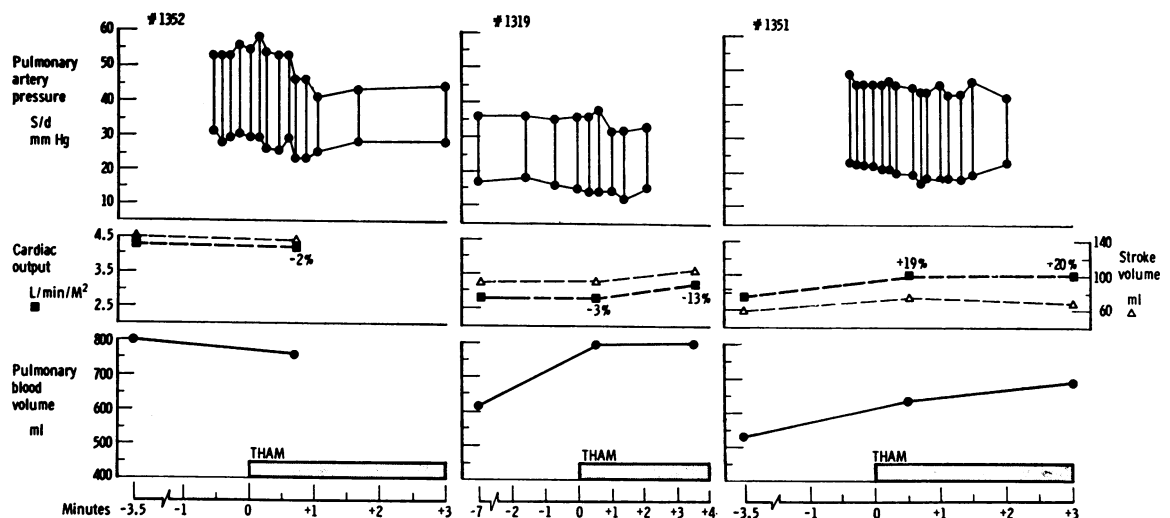 #1352
#1319
#1351
Pulmonary
artery
pressure
S/d
mm Hg
60
50
40
30
20
10
Cardiac
output
L/min/M²
4.5
3.5
2.5
-2%
-3%
-13%
+19%
+20%
140
100
60
Stroke
volume
ml
Pulmonary
blood
volume
ml
800
700
600
500
400
THAM
THAM
THAM
Minutes
-3.5 -1 0 +1 +3
-7 -2 -1 0 +1 +2 +3 +4
-3.5 -1 0 +1 +2 +3